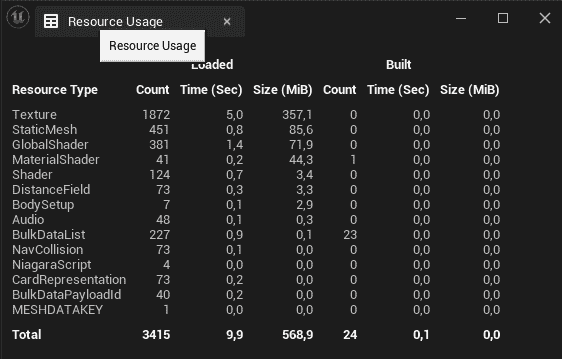 Resource Usage
Resource Usage
Loaded Built
Resource Type Count Time (Sec) Size (MiB) Count Time (Sec) Size (MiB)
Texture 1872 5,0 357,1 0 0,0 0,0
StaticMesh 451 0,8 85,6 0 0,0 0,0
GlobalShader 381 1,4 71,9 0 0,0 0,0
MaterialShader 41 0,2 44,3 1 0,0 0,0
Shader 124 0,7 3,4 0 0,0 0,0
DistanceField 73 0,3 3,3 0 0,0 0,0
BodySetup 7 0,1 2,9 0 0,0 0,0
Audio 48 0,1 0,3 0 0,0 0,0
BulkDataList 227 0,9 0,1 23 0,0 0,0
NavCollision 73 0,1 0,0 0 0,0 0,0
NiagaraScript 4 0,0 0,0 0 0,0 0,0
CardRepresentation 73 0,2 0,0 0 0,0 0,0
BulkDataPayloadId 40 0,2 0,0 0 0,0 0,0
MESHDATAKEY 1 0,0 0,0 0 0,0 0,0
Total 3415 9,9 568,9 24 0,1 0,0